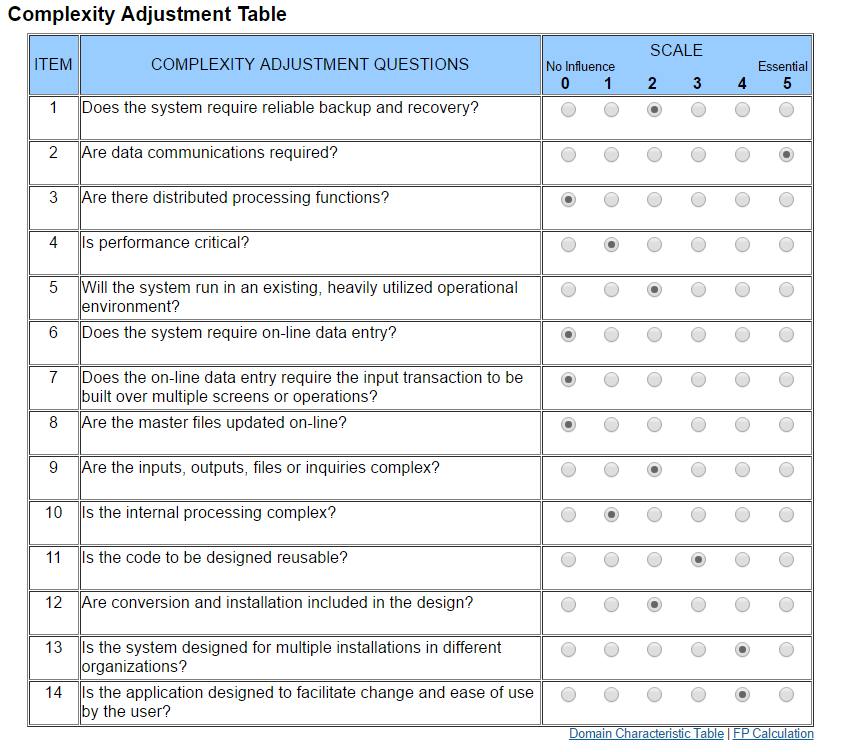 Complexity Adjustment Table
ITEM
COMPLEXITY ADJUSTMENT QUESTIONS
SCALE
No Influence Essential
0 1 2 3 4 5
1 Does the system require reliable backup and recovery?
2 Are data communications required?
3 Are there distributed processing functions?
4 Is performance critical?
5 Will the system run in an existing, heavily utilized operational
environment?
6 Does the system require on-line data entry?
7 Does the on-line data entry require the input transaction to be
built over multiple screens or operations?
8 Are the master files updated on-line?
9 Are the inputs, outputs, files or inquiries complex?
10 Is the internal processing complex?
11 Is the code to be designed reusable?
12 Are conversion and installation included in the design?
13 Is the system designed for multiple installations in different
organizations?
14 Is the application designed to facilitate change and ease of use
by the user?
Domain Characteristic Table | FP Calculation